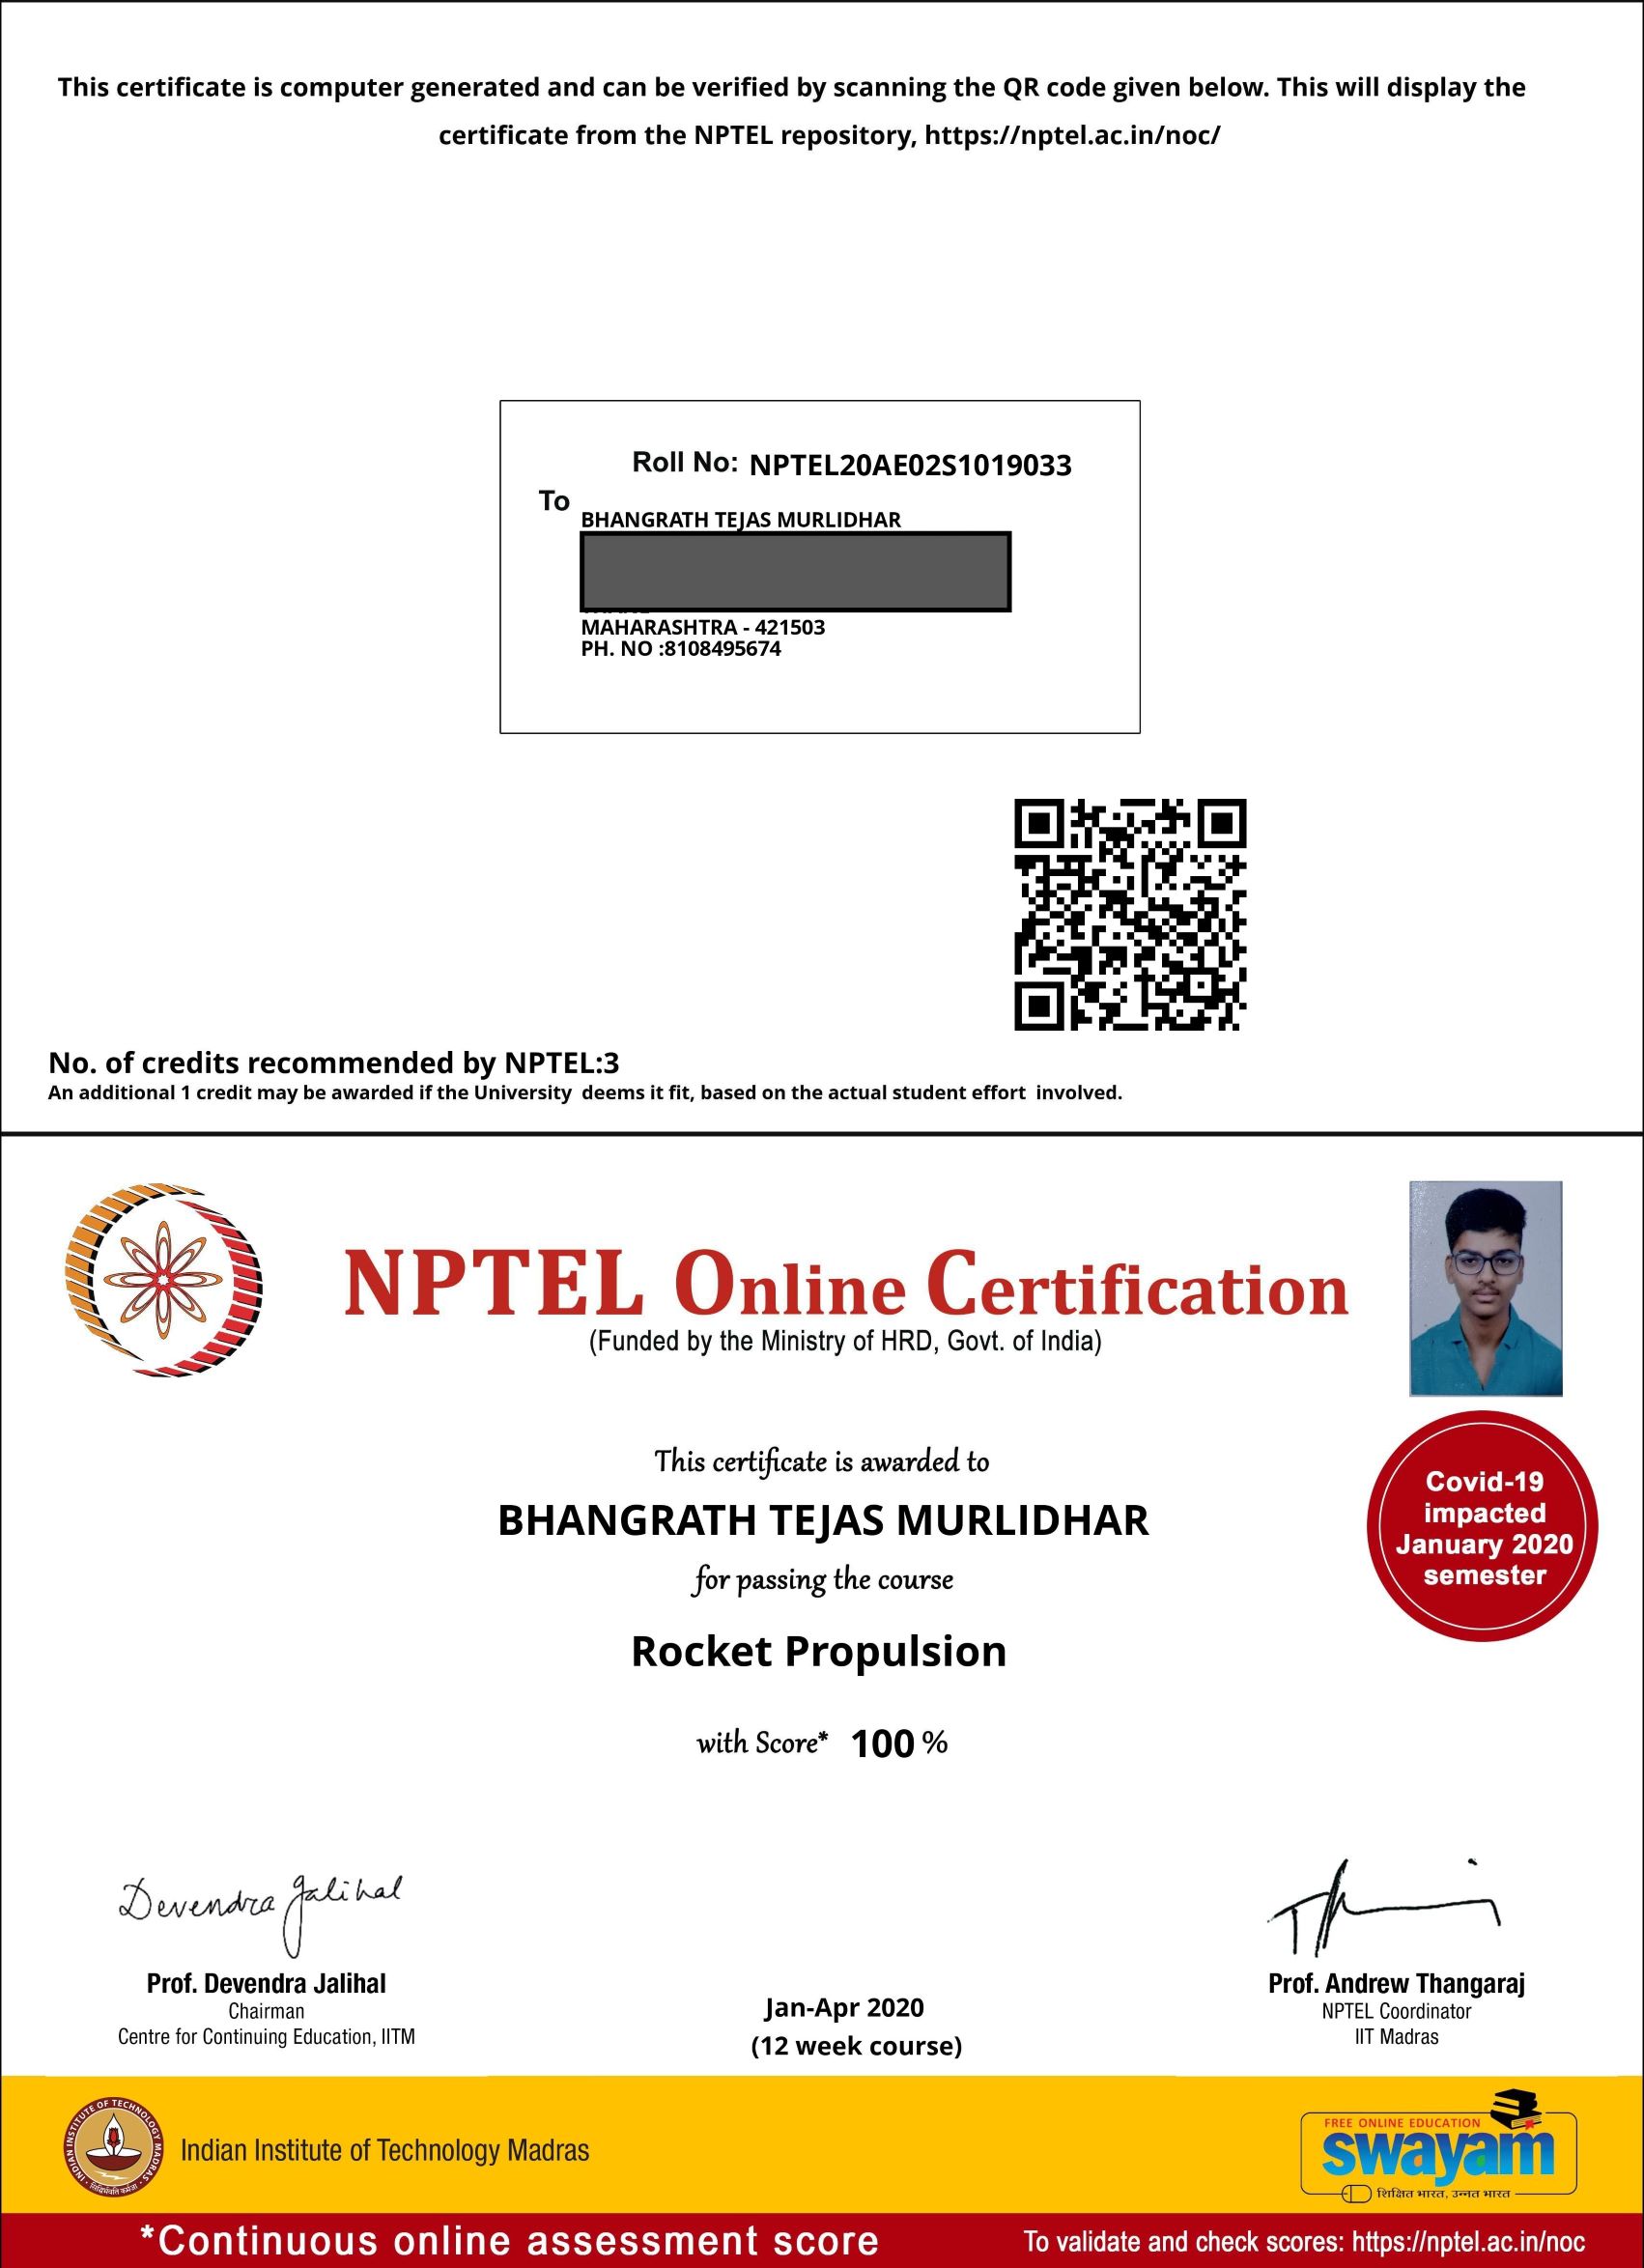 This certificate is computer generated and can be verified by scanning the QR code given below. This will display the
certificate from the NPTEL repository, https://nptel.ac.in/noc/
Roll No: NPTEL20AE02S1019033
To
BHANGRATH TEJAS MURLIDHAR
MAHARASHTRA - 421503
PH. NO :8108495674
No. of credits recommended by NPTEL:3
An additional 1 credit may be awarded if the University deems it fit, based on the actual student effort involved.
NPTEL Online Certification
(Funded by the Ministry of HRD, Govt. of India)
This certificate is awarded to
BHANGRATH TEJAS MURLIDHAR
for passing the course
Rocket Propulsion
with Score* 100 %
Covid-19
impacted
January 2020
semester
Devendra Jalihal
Prof. Devendra Jalihal
Chairman
Centre for Continuing Education, IITM
Jan-Apr 2020
(12 week course)
Prof. Andrew Thangaraj
NPTEL Coordinator
IIT Madras
INDIAN INSTITUTE OF TECHNOLOGY MADRAS
Indian Institute of Technology Madras
FREE ONLINE EDUCATION
swayam
शिक्षित भारत, उन्नत भारत
*Continuous online assessment score
To validate and check scores: https://nptel.ac.in/noc